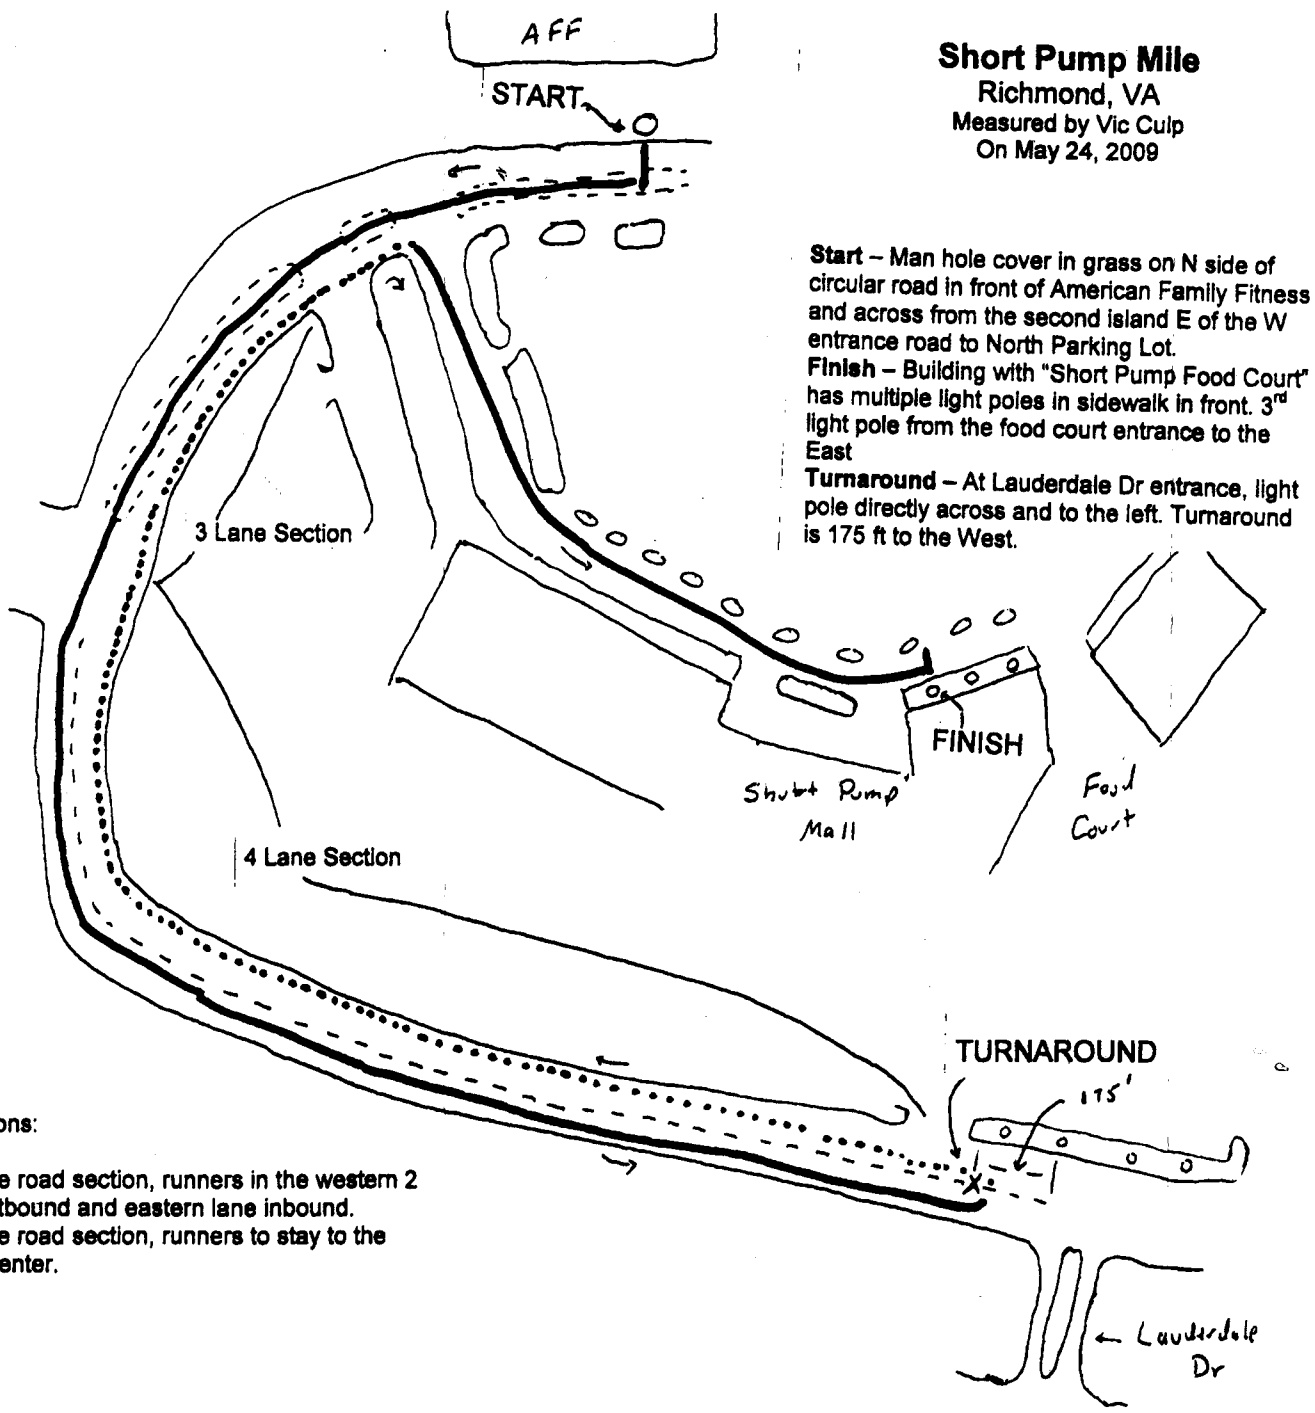 AFF
START
Short Pump Mile
Richmond, VA
Measured by Vic Culp
On May 24, 2009
Start – Man hole cover in grass on N side of
circular road in front of American Family Fitness
and across from the second island E of the W
entrance road to North Parking Lot.
Finish – Building with "Short Pump Food Court"
has multiple light poles in sidewalk in front. 3rd
light pole from the food court entrance to the
East
Turnaround – At Lauderdale Dr entrance, light
pole directly across and to the left. Turnaround
is 175 ft to the West.
3 Lane Section
FINISH
Short Pump
Mall
Food
Court
4 Lane Section
TURNAROUND
175'
ons:
e road section, runners in the western 2
tbound and eastern lane inbound.
e road section, runners to stay to the
enter.
Lauderdale
Dr